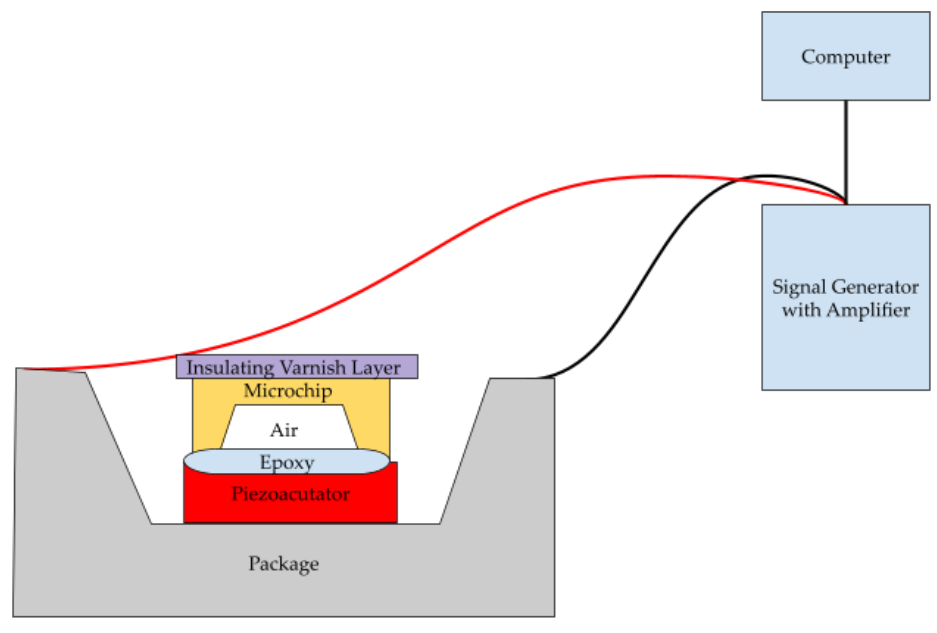 Computer
Signal Generator
with Amplifier
Insulating Varnish Layer
Microchip
Air
Epoxy
Piezoacutator
Package